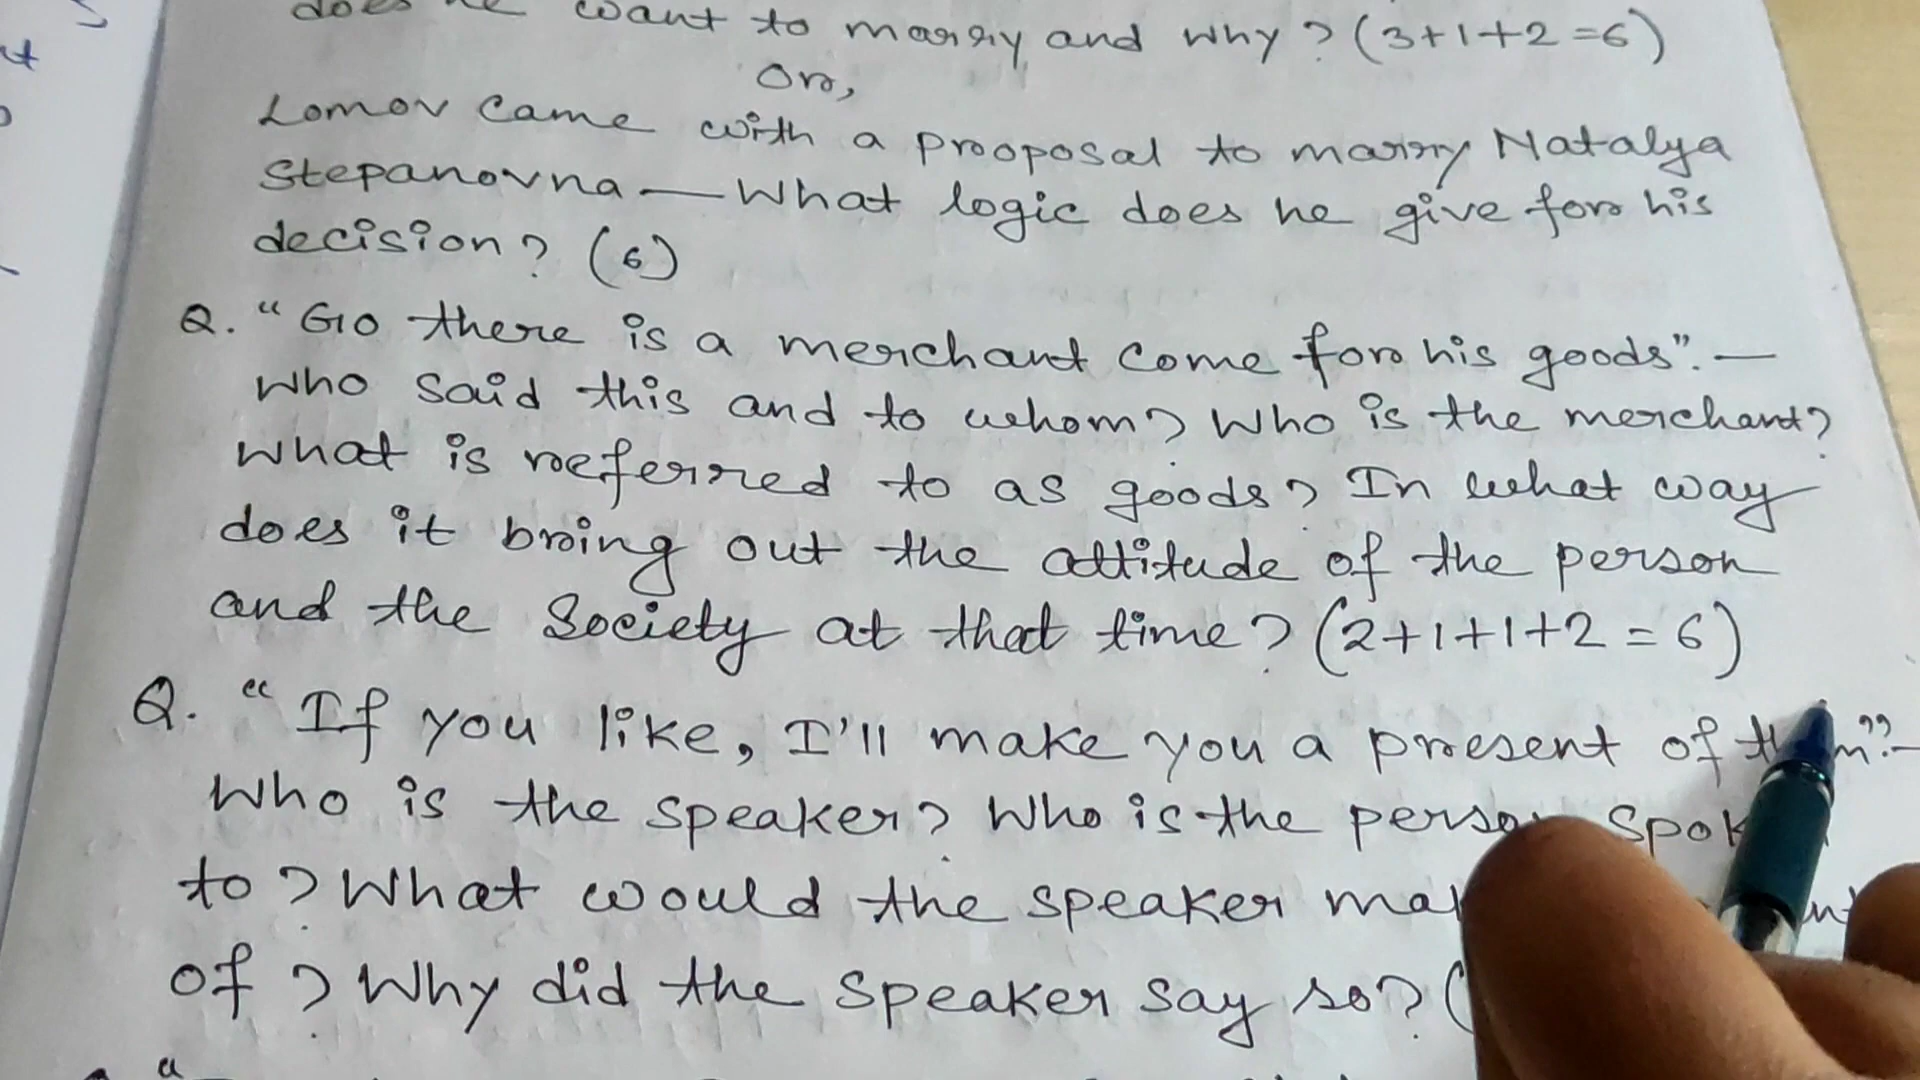 does he want to marry and why? (3+1+2=6)
Or,
Lomov came with a proposal to marry Natalya
Stepanovna — What logic does he give for his
decision? (6)
Q. "Go there is a merchant come for his goods". —
Who said this and to whom? Who is the merchant?
What is referred to as goods? In what way
does it bring out the attitude of the person
and the Society at that time? (2+1+1+2=6)
Q. "If you like, I'll make you a present of them". —
Who is the speaker? Who is the person spoken
to? What would the speaker
of? Why did the speaker say so? (